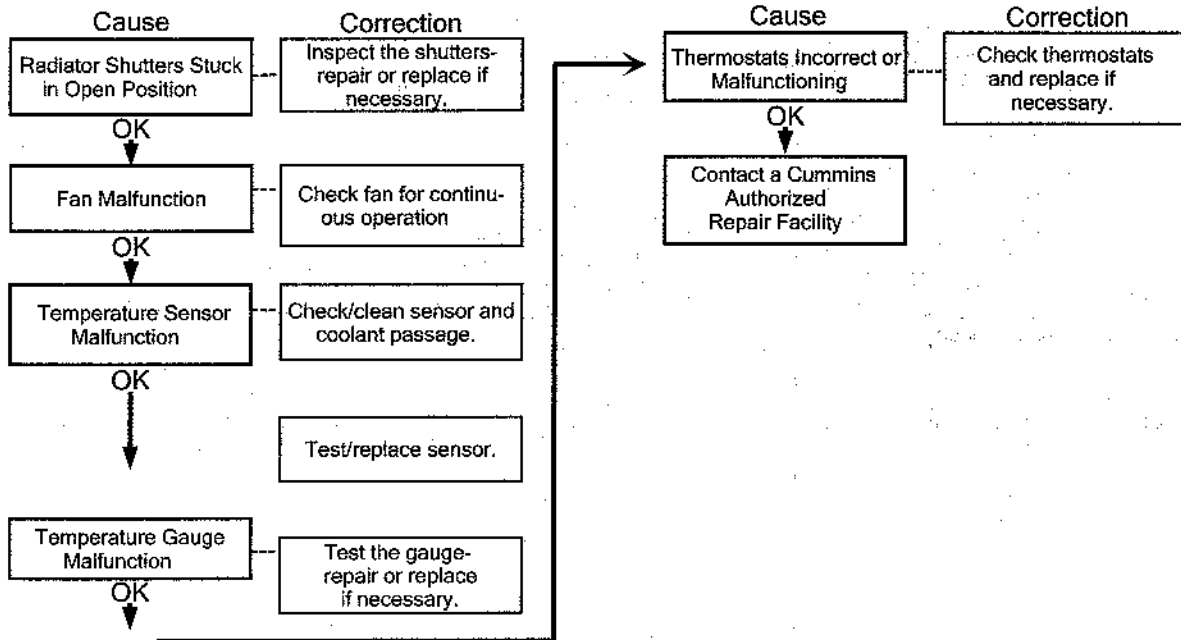 Cause
Correction
Radiator Shutters Stuck
in Open Position
Inspect the shutters-
repair or replace if
necessary.
OK
Fan Malfunction
Check fan for continu-
ous operation
OK
Temperature Sensor
Malfunction
Check/clean sensor and
coolant passage.
OK
Test/replace sensor.
Temperature Gauge
Malfunction
Test the gauge-
repair or replace
if necessary.
OK
Cause
Correction
Thermostats Incorrect or
Malfunctioning
Check thermostats
and replace if
necessary.
OK
Contact a Cummins
Authorized
Repair Facility